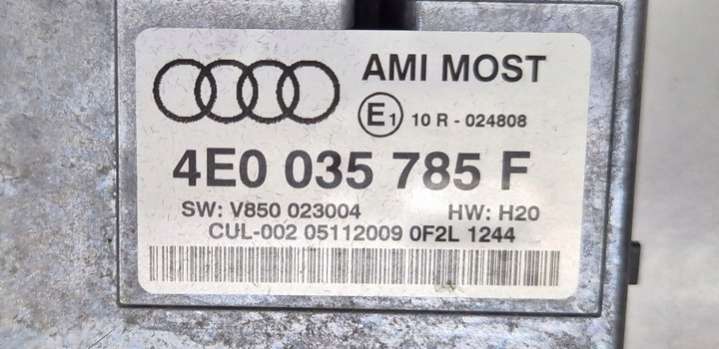 AMI MOST
E1 10 R - 024808
4E0 035 785 F
SW: V850 023004 HW: H20
CUL-002 05112009 0F2L 1244